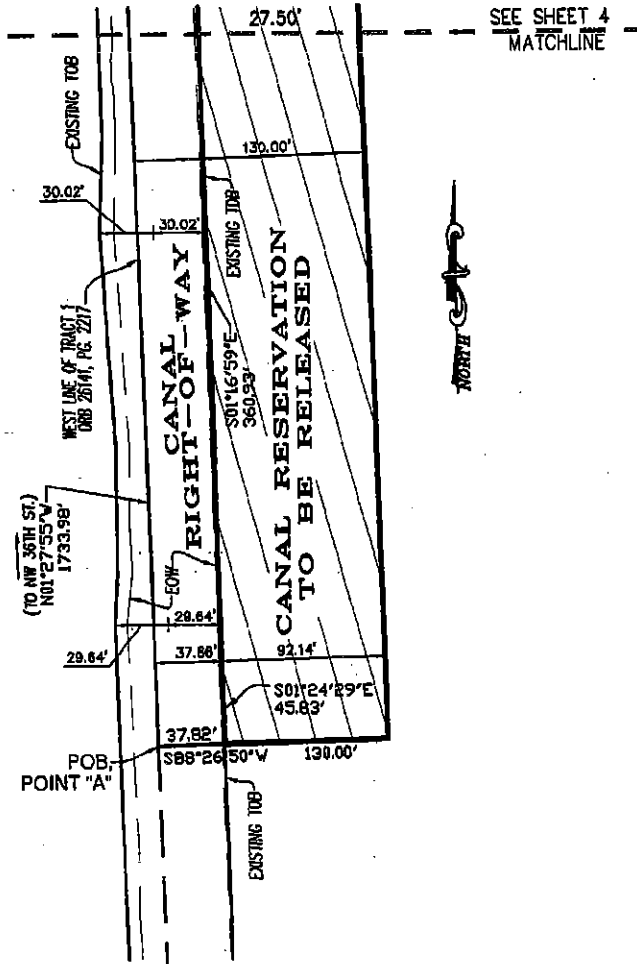 27.50'
SEE SHEET 4
MATCHLINE
EXISTING TOB
130.00'
30.02'
30.02'
EXISTING TOB
WEST LINE OF TRACT 1
ORB 26141, PG. 2217
CANAL
RIGHT-OF-WAY
S01°16'59"E
360.93'
CANAL RESERVATION
TO BE RELEASED
NORTH
(TO NW 36TH ST.)
N01°27'55"W
1733.98'
EOW
29.64'
29.64'
37.86'
92.14'
S01°24'29"E
45.83'
37.82'
POB,
POINT "A"
S88°26'50"W
130.00'
EXISTING TOB